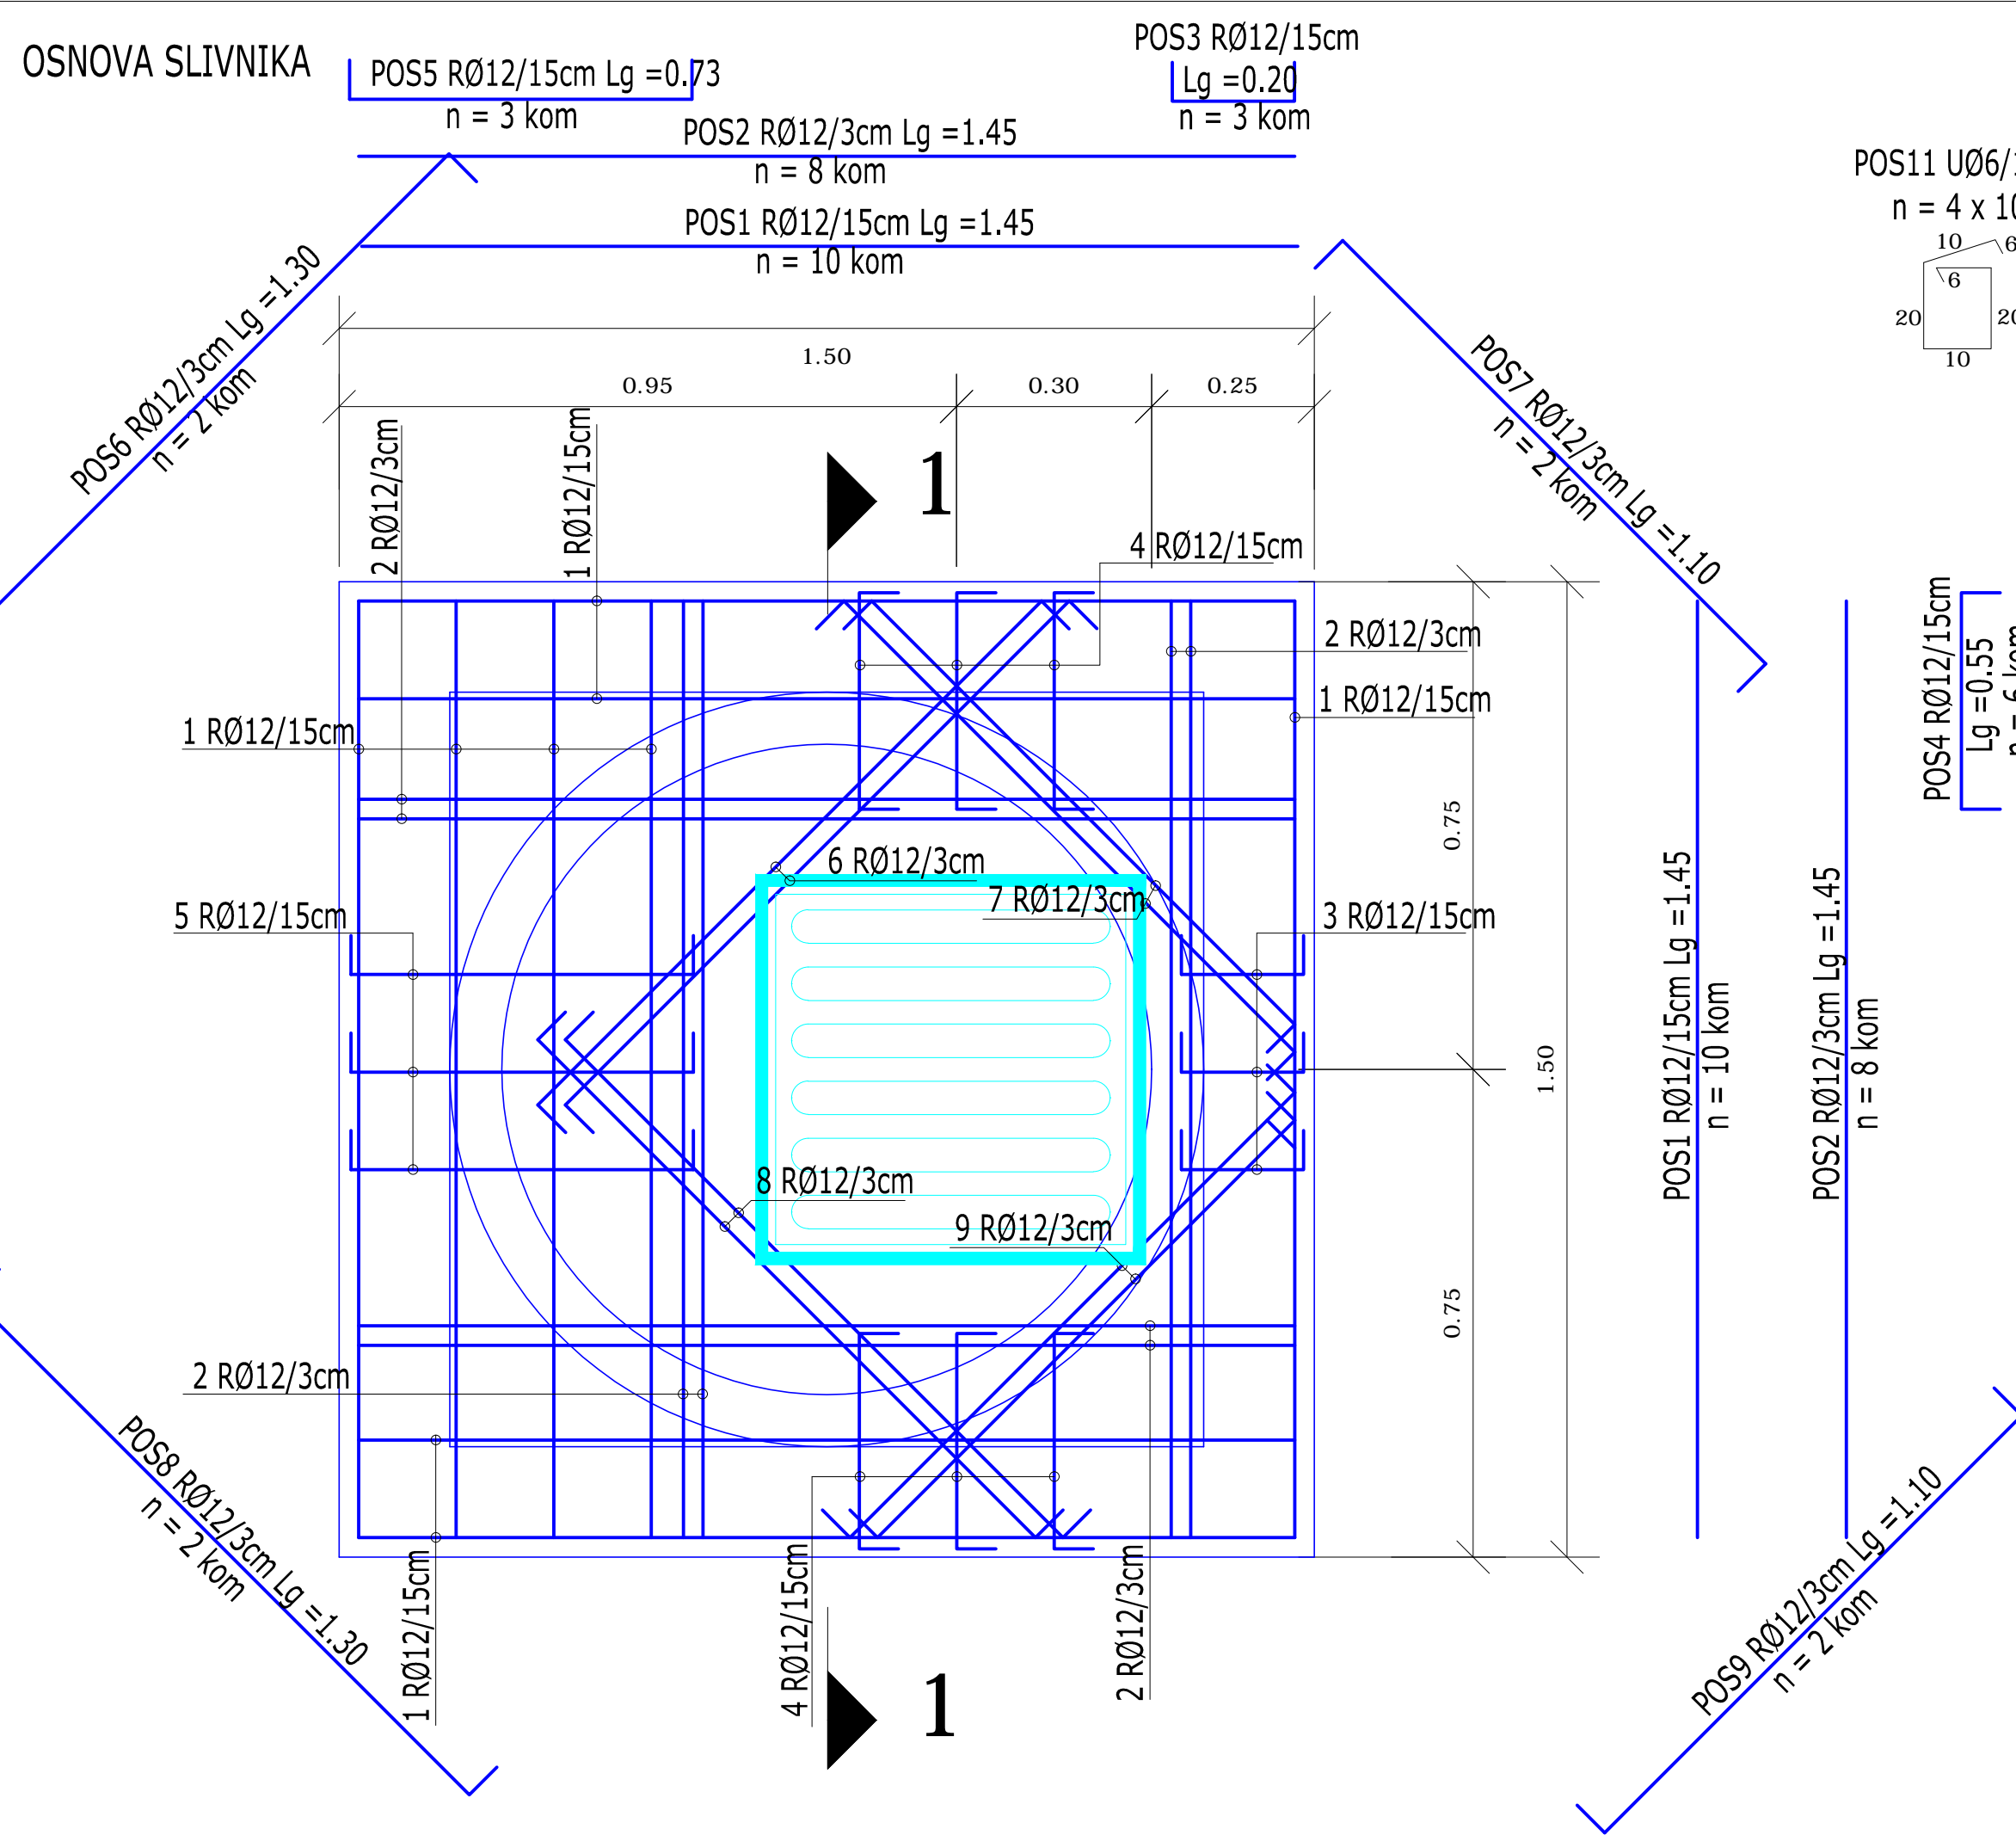 OSNOVA SLIVNIKA
POS5 RØ12/15cm Lg =0.73
n = 3 kom
POS3 RØ12/15cm
Lg =0.20
n = 3 kom
POS2 RØ12/3cm Lg =1.45
n = 8 kom
POS1 RØ12/15cm Lg =1.45
n = 10 kom
POS11 UØ6/1
n = 4 x 10
10
6
6
20
20
10
POS6 RØ12/3cm Lg =1.30
n = 2 kom
POS7 RØ12/3cm Lg =1.10
n = 2 kom
1.50
0.95
0.30
0.25
2 RØ12/3cm
1 RØ12/15cm
1
4 RØ12/15cm
2 RØ12/3cm
1 RØ12/15cm
1 RØ12/15cm
POS4 RØ12/15cm
Lg =0.55
n = 6 kom
0.75
6 RØ12/3cm
7 RØ12/3cm
5 RØ12/15cm
3 RØ12/15cm
1.50
POS1 RØ12/15cm Lg =1.45
n = 10 kom
POS2 RØ12/3cm Lg =1.45
n = 8 kom
8 RØ12/3cm
9 RØ12/3cm
0.75
2 RØ12/3cm
POS8 RØ12/3cm Lg =1.30
n = 2 kom
1 RØ12/15cm
4 RØ12/15cm
2 RØ12/3cm
1
POS9 RØ12/3cm Lg =1.10
n = 2 kom